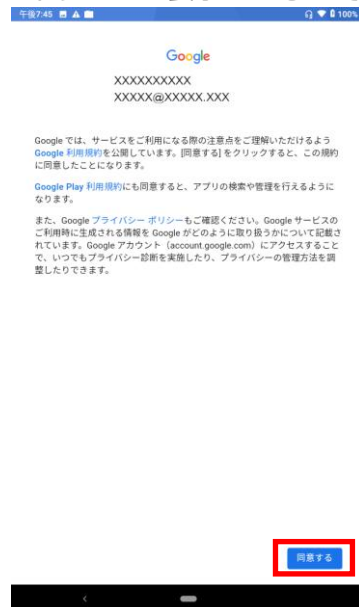 午後7:45 100%
Google
XXXXXXXXXX
XXXXX@XXXXX.XXX
Google では、サービスをご利用になる際の注意点をご理解いただけるよう
Google 利用規約を公開しています。[同意する] をクリックすると、この規約
に同意したことになります。
Google Play 利用規約にも同意すると、アプリの検索や管理を行えるように
なります。
また、Google プライバシー ポリシーもご確認ください。Google サービスの
ご利用時に生成される情報を Google がどのように取り扱うかについて記載さ
れています。Google アカウント（account.google.com）にアクセスすること
で、いつでもプライバシー診断を実施したり、プライバシーの管理方法を調
整したりできます。
同意する